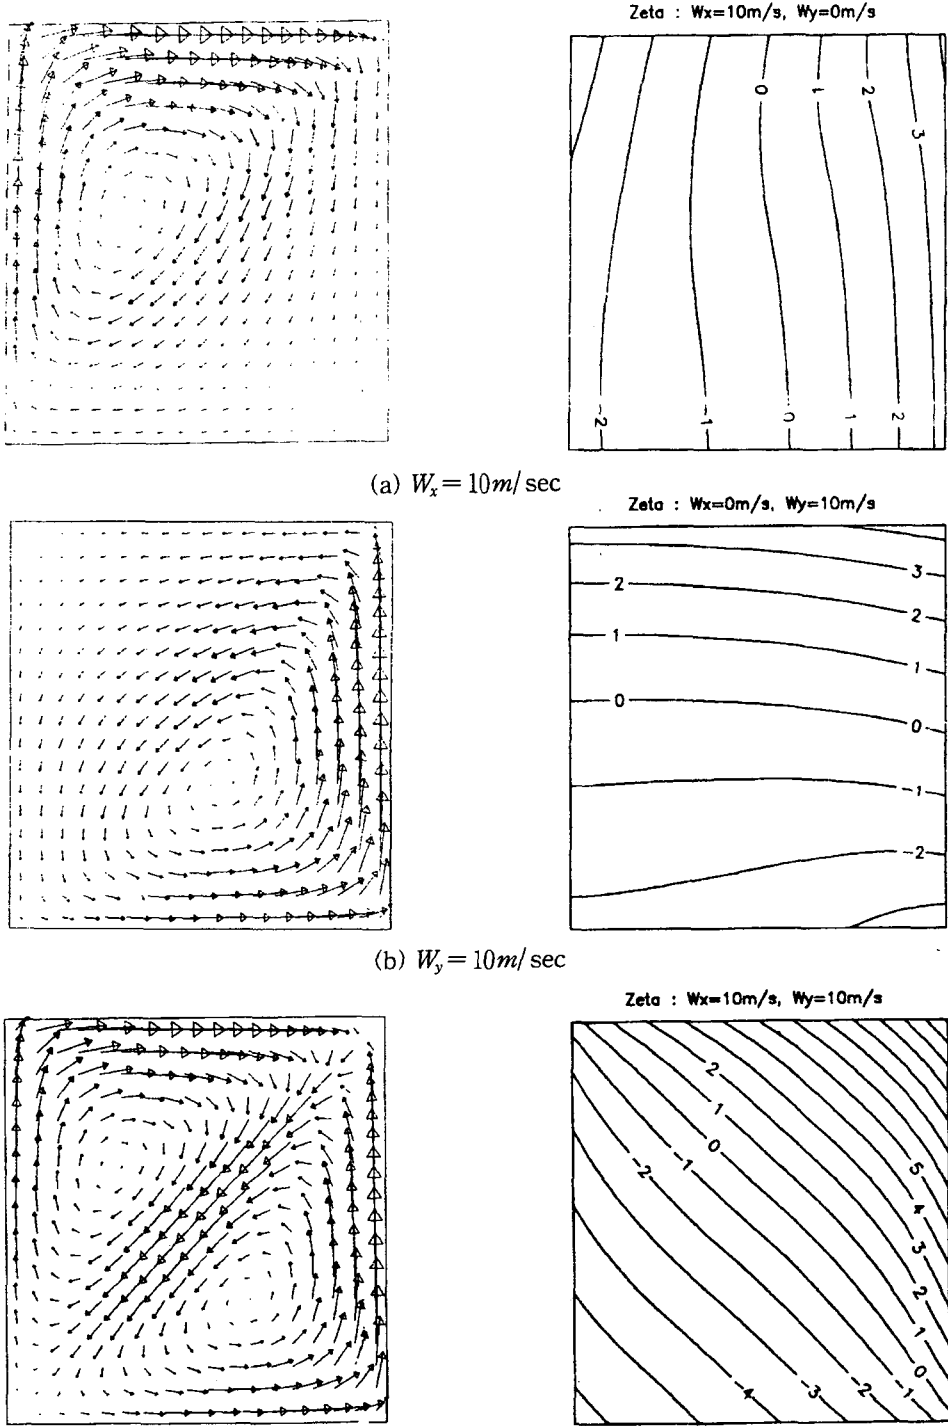 Zeta : Wx=10m/s, Wy=0m/s
0 1 2 3
-2 -1 0 1 2
(a) Wx = 10m/sec
Zeta : Wx=0m/s, Wy=10m/s
3
2 2
1 1
0 0
-1
-2
(b) Wy = 10m/sec
Zeta : Wx=10m/s, Wy=10m/s
2
1
0 5
-1
-2 4
3
2
1
0
-4 -3 -2 -1